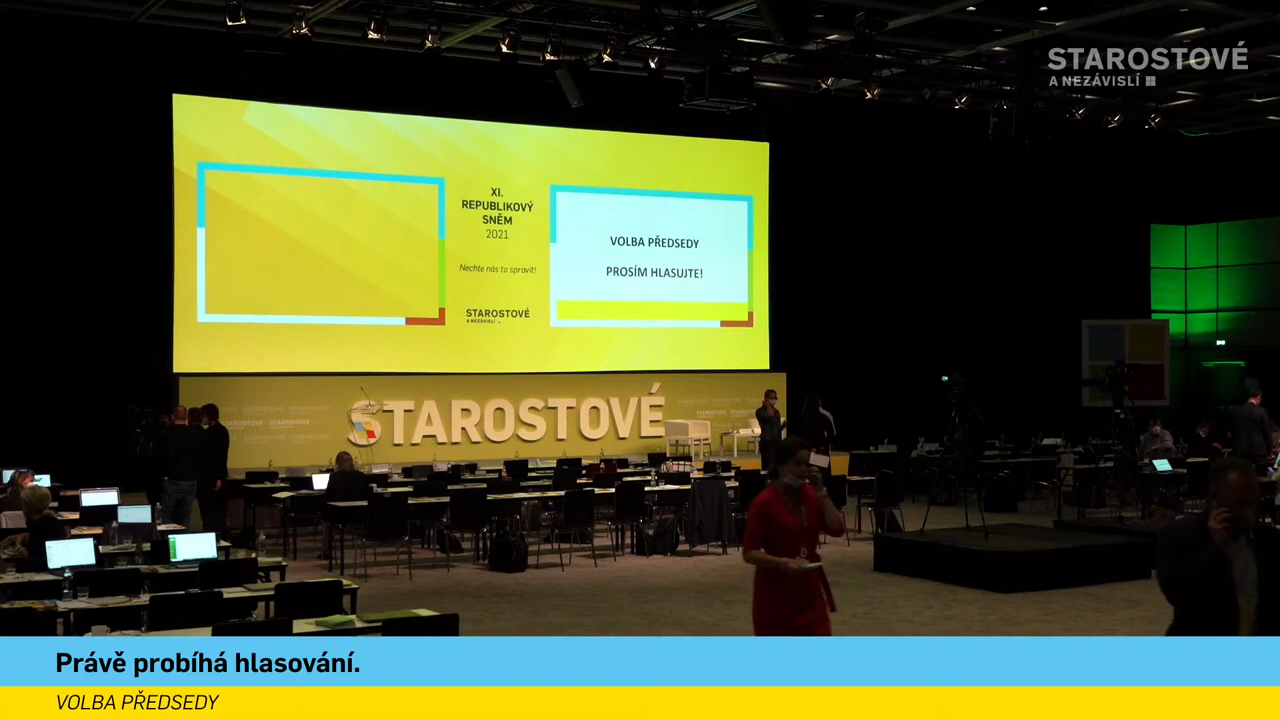 STAROSTOVÉ
A NEZÁVISLÍ
XI.
REPUBLIKOVÝ
SNĚM
2021
Nechte nás to spravit!
STAROSTOVÉ
A NEZÁVISLÍ
VOLBA PŘEDSEDY
PROSÍM HLASUJTE!
STAROSTOVÉ
Právě probíhá hlasování.
VOLBA PŘEDSEDY